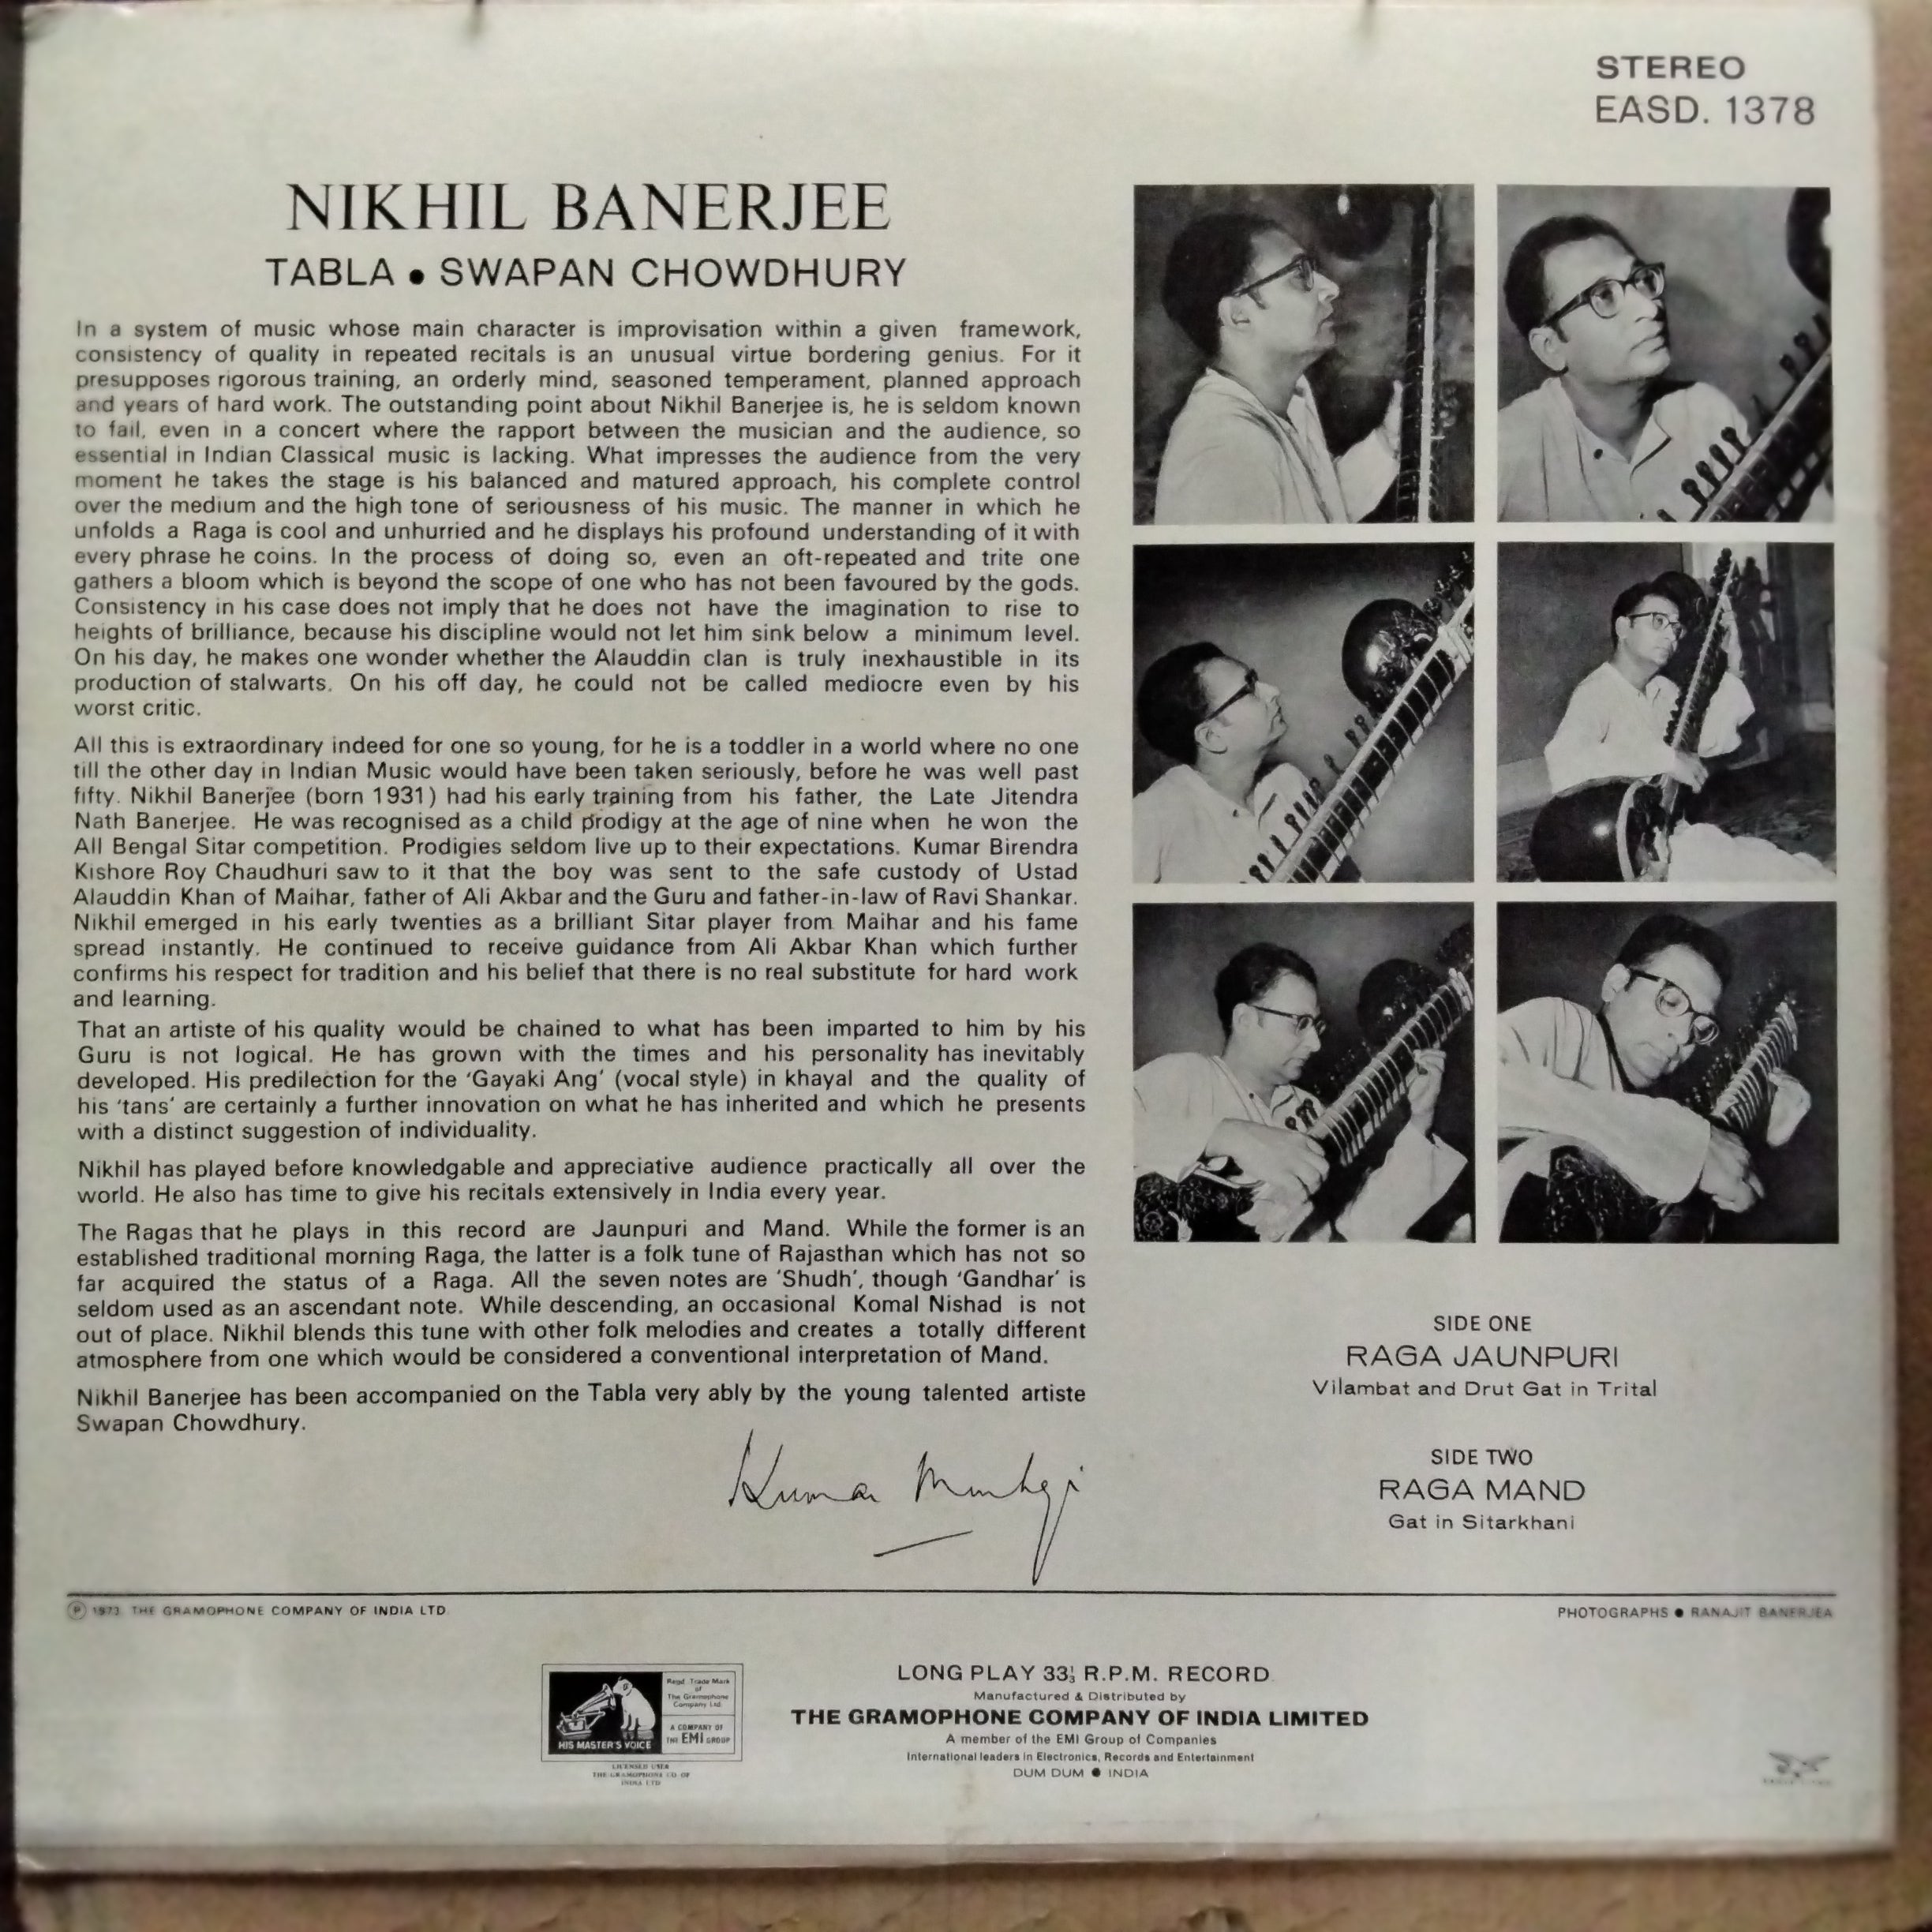 STEREO
EASD. 1378
NIKHIL BANERJEE
TABLA ● SWAPAN CHOWDHURY
In a system of music whose main character is improvisation within a given framework,
consistency of quality in repeated recitals is an unusual virtue bordering genius. For it
presupposes rigorous training, an orderly mind, seasoned temperament, planned approach
and years of hard work. The outstanding point about Nikhil Banerjee is, he is seldom known
to fail, even in a concert where the rapport between the musician and the audience, so
essential in Indian Classical music is lacking. What impresses the audience from the very
moment he takes the stage is his balanced and matured approach, his complete control
over the medium and the high tone of seriousness of his music. The manner in which he
unfolds a Raga is cool and unhurried and he displays his profound understanding of it with
every phrase he coins. In the process of doing so, even an oft-repeated and trite one
gathers a bloom which is beyond the scope of one who has not been favoured by the gods.
Consistency in his case does not imply that he does not have the imagination to rise to
heights of brilliance, because his discipline would not let him sink below a minimum level.
On his day, he makes one wonder whether the Alauddin clan is truly inexhaustible in its
production of stalwarts. On his off day, he could not be called mediocre even by his
worst critic.
All this is extraordinary indeed for one so young, for he is a toddler in a world where no one
till the other day in Indian Music would have been taken seriously, before he was well past
fifty. Nikhil Banerjee (born 1931) had his early training from his father, the Late Jitendra
Nath Banerjee. He was recognised as a child prodigy at the age of nine when he won the
All Bengal Sitar competition. Prodigies seldom live up to their expectations. Kumar Birendra
Kishore Roy Chaudhuri saw to it that the boy was sent to the safe custody of Ustad
Alauddin Khan of Maihar, father of Ali Akbar and the Guru and father-in-law of Ravi Shankar.
Nikhil emerged in his early twenties as a brilliant Sitar player from Maihar and his fame
spread instantly. He continued to receive guidance from Ali Akbar Khan which further
confirms his respect for tradition and his belief that there is no real substitute for hard work
and learning.
That an artiste of his quality would be chained to what has been imparted to him by his
Guru is not logical. He has grown with the times and his personality has inevitably
developed. His predilection for the 'Gayaki Ang' (vocal style) in khayal and the quality of
his 'tans' are certainly a further innovation on what he has inherited and which he presents
with a distinct suggestion of individuality.
Nikhil has played before knowledgable and appreciative audience practically all over the
world. He also has time to give his recitals extensively in India every year.
The Ragas that he plays in this record are Jaunpuri and Mand. While the former is an
established traditional morning Raga, the latter is a folk tune of Rajasthan which has not so
far acquired the status of a Raga. All the seven notes are 'Shudh', though 'Gandhar' is
seldom used as an ascendant note. While descending, an occasional Komal Nishad is not
out of place. Nikhil blends this tune with other folk melodies and creates a totally different
atmosphere from one which would be considered a conventional interpretation of Mand.
Nikhil Banerjee has been accompanied on the Tabla very ably by the young talented artiste
Swapan Chowdhury.
Kumar
SIDE ONE
RAGA JAUNPURI
Vilambat and Drut Gat in Trital
SIDE TWO
RAGA MAND
Gat in Sitarkhani
℗ 1973 THE GRAMOPHONE COMPANY OF INDIA LTD
PHOTOGRAPHS ● RANAJIT BANERJEA
HIS MASTER'S VOICE
Regd. Trade Mark
of
The Gramophone
Company Ltd.
A COMPANY OF
THE EMI GROUP
LICENSED USER
THE GRAMOPHONE CO OF
INDIA LTD
LONG PLAY 33⅓ R.P.M. RECORD
Manufactured & Distributed by
THE GRAMOPHONE COMPANY OF INDIA LIMITED
A member of the EMI Group of Companies
International leaders in Electronics, Records and Entertainment
DUM DUM ● INDIA